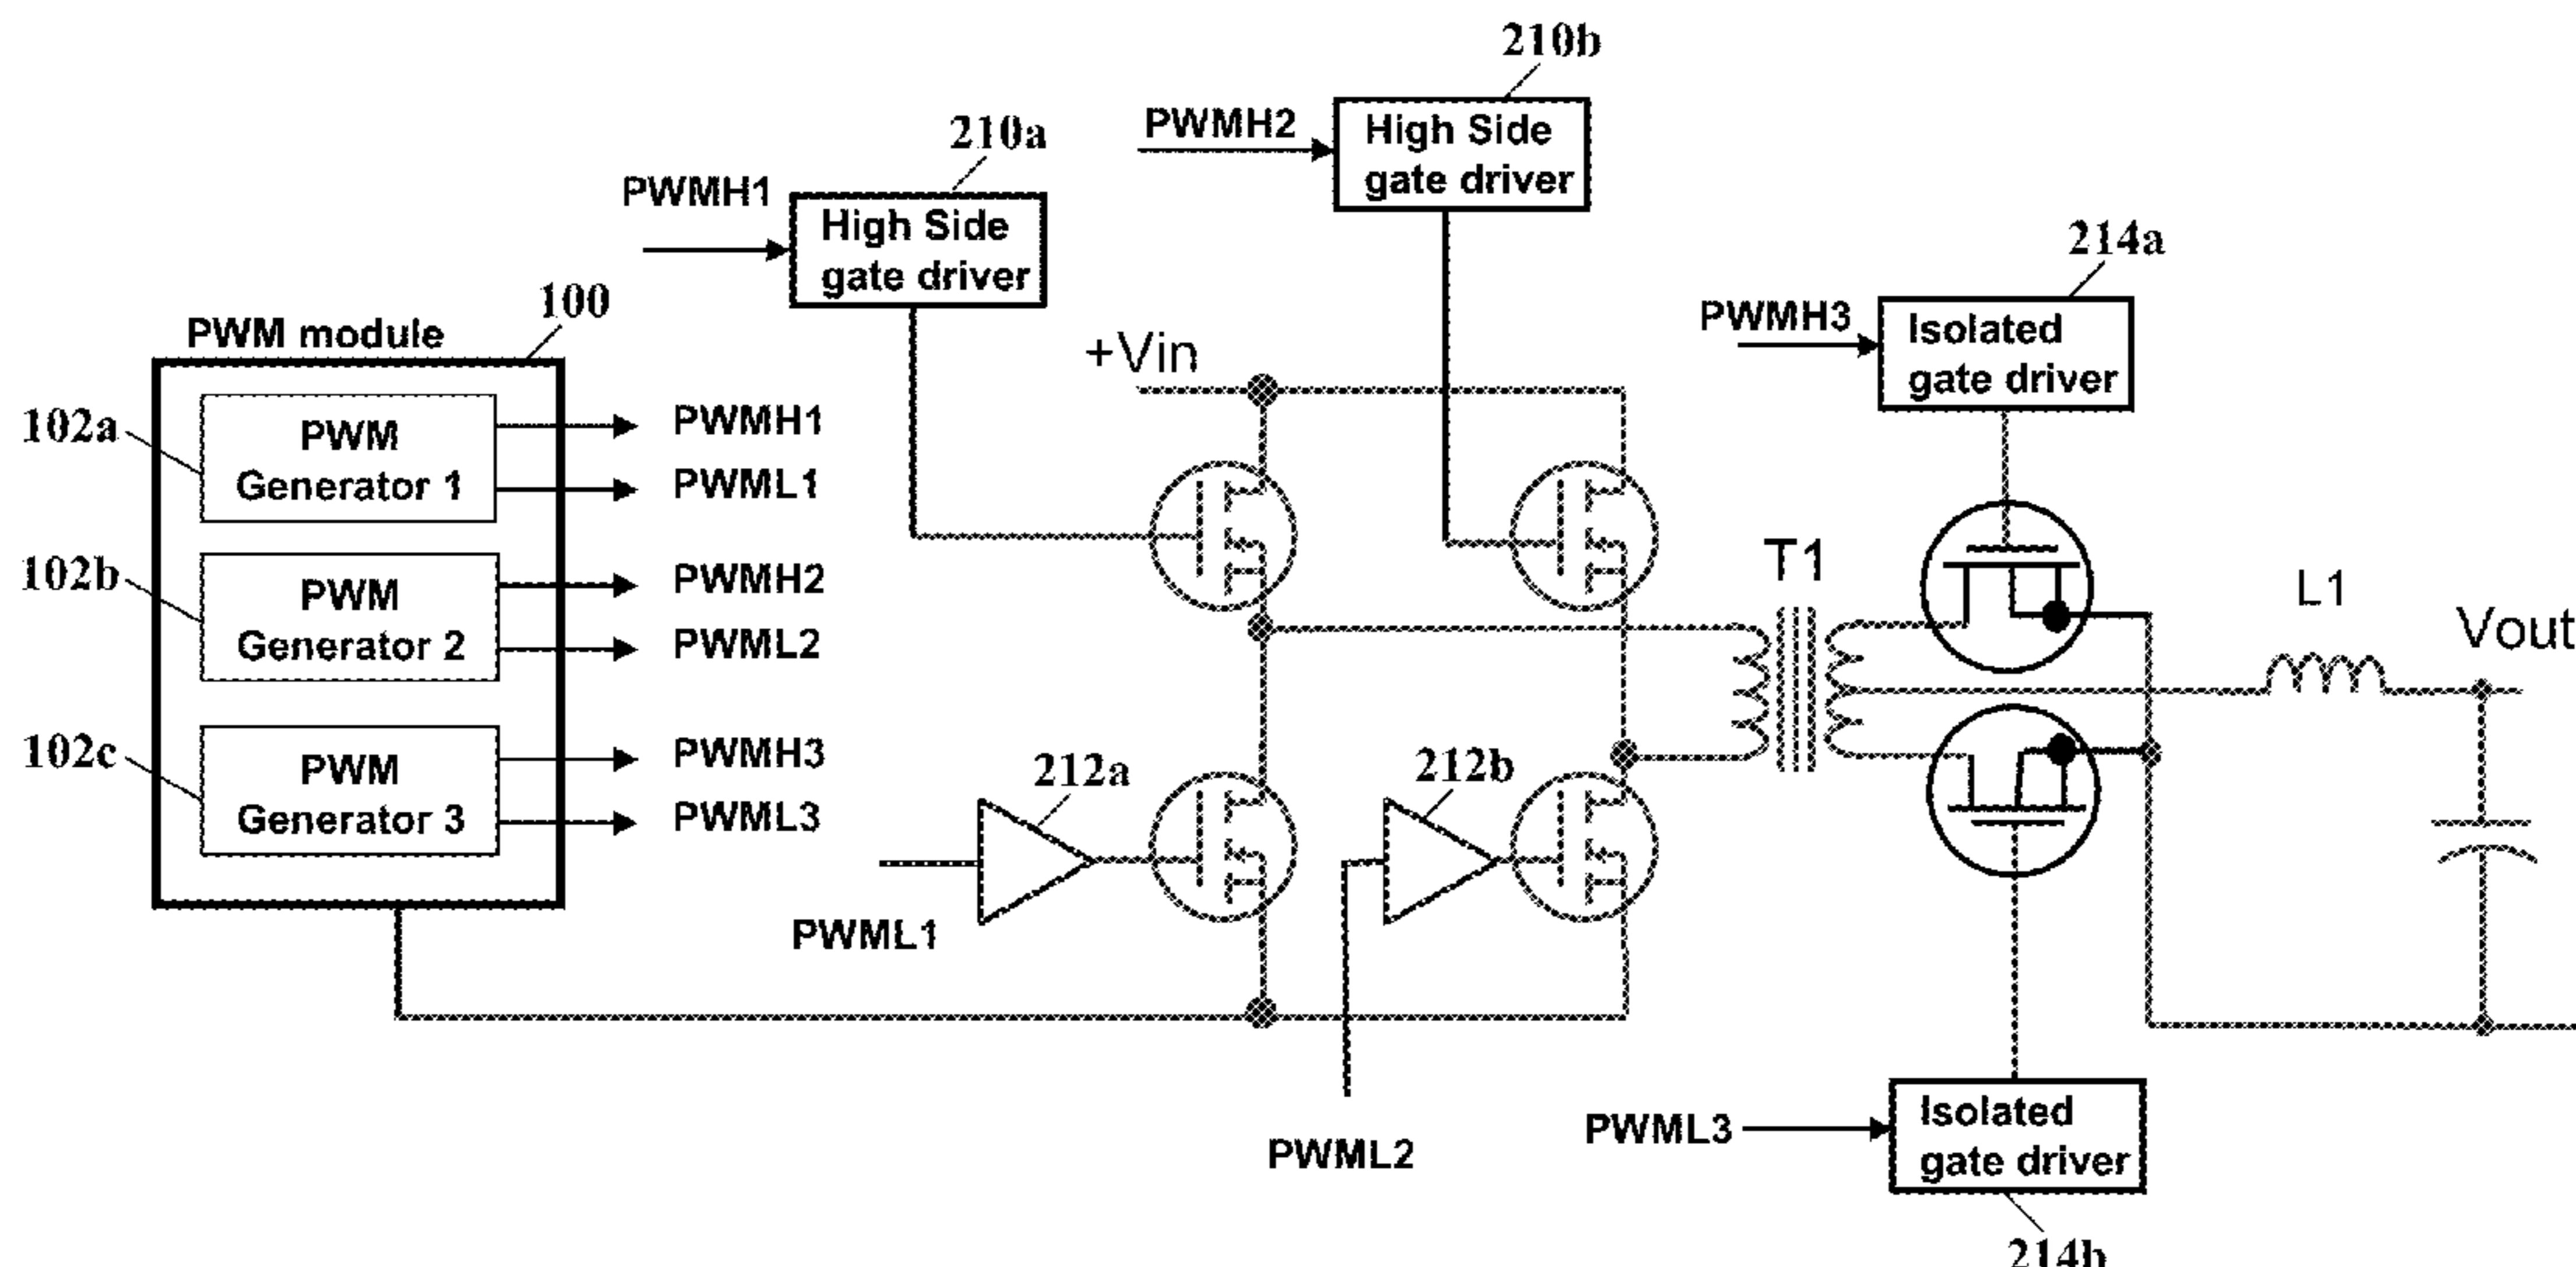 210b
PWMH2
High Side
gate driver
210a
PWMH1
High Side
gate driver
214a
PWMH3
Isolated
gate driver
100
PWM module
+Vin
102a
PWM
Generator 1
PWMH1
PWML1
102b
PWM
Generator 2
PWMH2
PWML2
102c
PWM
Generator 3
PWMH3
PWML3
T1
L1
Vout
212a
212b
PWML1
PWML2
PWML3
Isolated
gate driver
214b